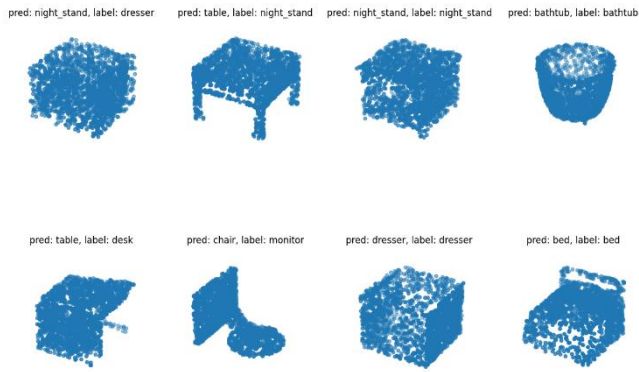 pred: night_stand, label: dresser
pred: table, label: night_stand
pred: night_stand, label: night_stand
pred: bathtub, label: bathtub
pred: table, label: desk
pred: chair, label: monitor
pred: dresser, label: dresser
pred: bed, label: bed